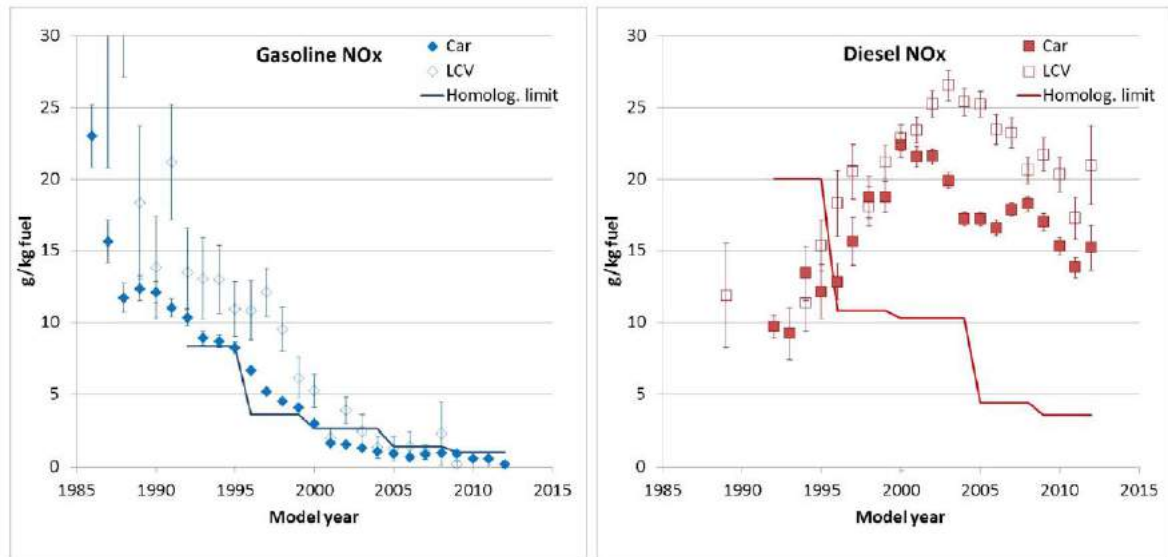 Gasoline NOx
Car
LCV
Homolog. limit
g/kg fuel
30
25
20
15
10
5
0
1985
1990
1995
2000
2005
2010
2015
Model year
Diesel NOx
Car
LCV
Homolog. limit
g/kg fuel
30
25
20
15
10
5
0
1985
1990
1995
2000
2005
2010
2015
Model year